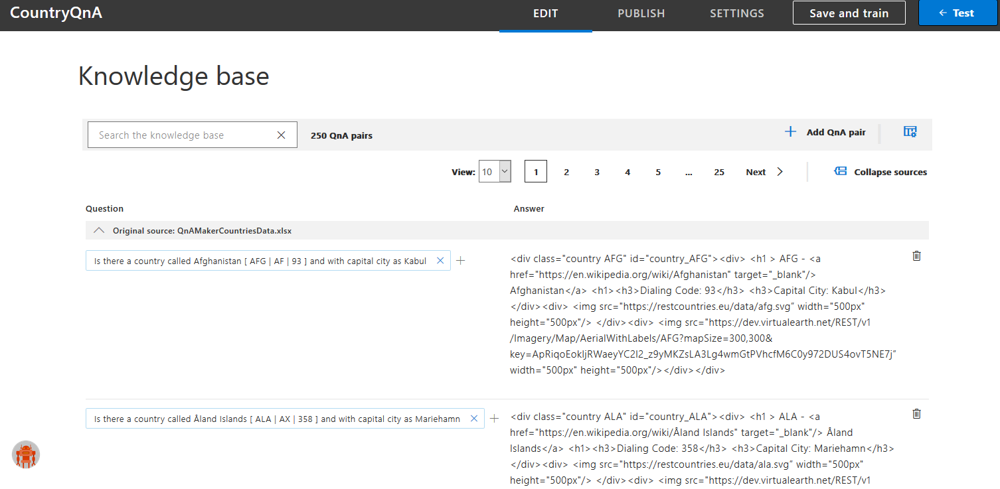 CountryQnA
EDIT
PUBLISH
SETTINGS
Save and train
← Test
Knowledge base
Search the knowledge base
250 QnA pairs
Add QnA pair
View: 10
1 2 3 4 5 ... 25 Next
Collapse sources
Question
Answer
Original source: QnAMakerCountriesData.xlsx
Is there a country called Afghanistan [ AFG | AF | 93 ] and with capital city as Kabul
<div class="country AFG" id="country_AFG"><div> <h1 > AFG - <a
href="https://en.wikipedia.org/wiki/Afghanistan" target="_blank"/>
Afghanistan</a> <h1><h3>Dialing Code: 93</h3> <h3>Capital City: Kabul</h3>
</div><div> <img src="https://restcountries.eu/data/afg.svg” width="500px"
height="500px"/> </div><div> <img src="https://dev.virtualearth.net/REST/v1
/Imagery/Map/AerialWithLabels/AFG?mapSize=300,300&
width="500px" height="500px"/></div></div>
Is there a country called Åland Islands [ ALA | AX | 358 ] and with capital city as Mariehamn
<div class="country ALA" id="country_ALA"><div> <h1 > ALA - <a
href="https://en.wikipedia.org/wiki/Åland Islands" target="_blank"/> Åland
Islands</a> <h1><h3>Dialing Code: 358</h3> <h3>Capital City: Mariehamn</h3>
</div><div> <img src="https://restcountries.eu/data/ala.svg” width="500px"
height="500px"/> </div><div> <img src="https://dev.virtualearth.net/REST/v1